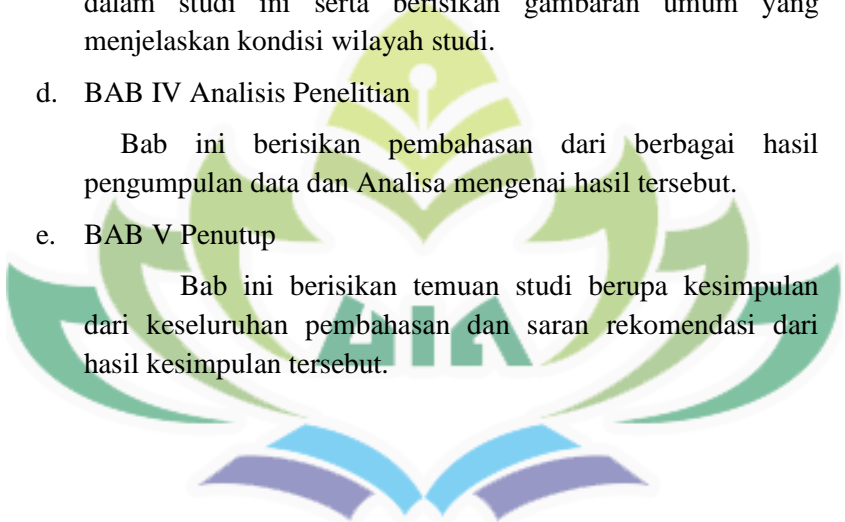 dalam studi ini serta berisikan gambaran umum yang
menjelaskan kondisi wilayah studi.
d. BAB IV Analisis Penelitian
Bab ini berisikan pembahasan dari berbagai hasil
pengumpulan data dan Analisa mengenai hasil tersebut.
e. BAB V Penutup
Bab ini berisikan temuan studi berupa kesimpulan
dari keseluruhan pembahasan dan saran rekomendasi dari
hasil kesimpulan tersebut.